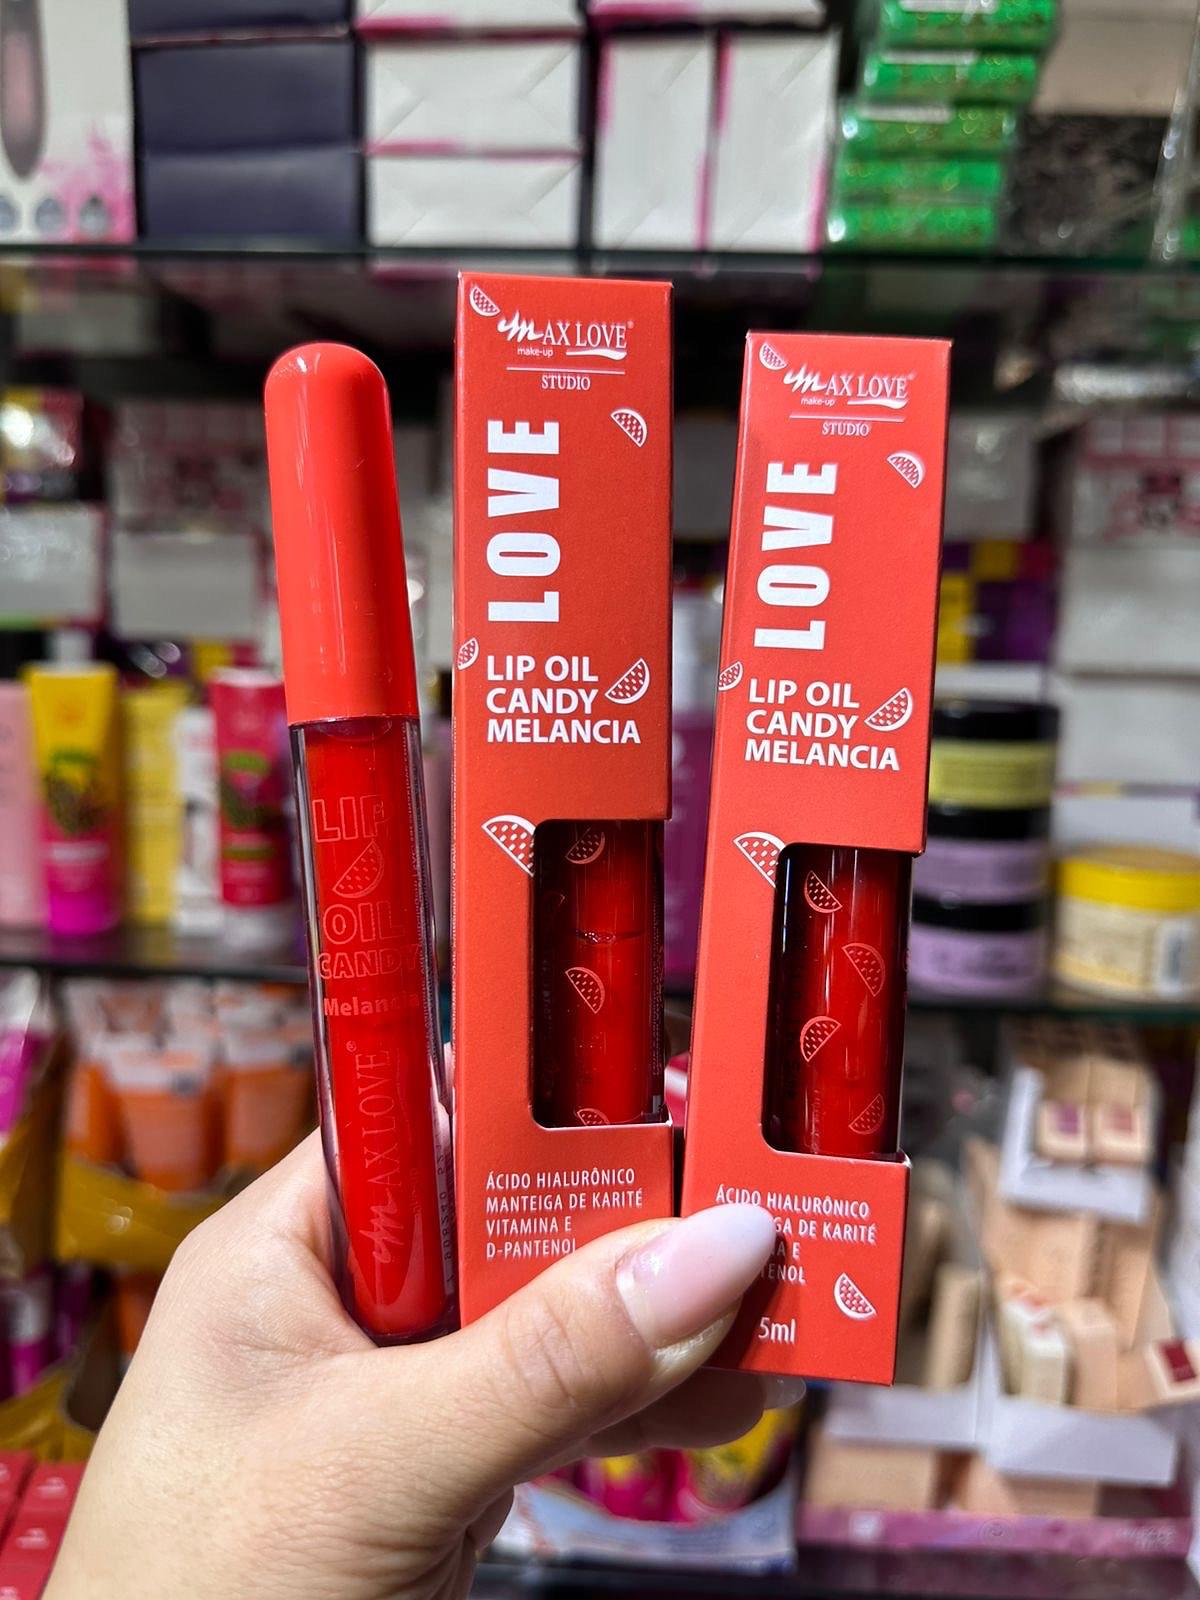 LIP
OIL
CANDY
Melancia
MAX LOVE®
MAX LOVE®
make-up
STUDIO
LOVE
LIP OIL
CANDY
MELANCIA
ÁCIDO HIALURÔNICO
MANTEIGA DE KARITÉ
VITAMINA E
D-PANTENOL
MAX LOVE®
make-up
STUDIO
LOVE
LIP OIL
CANDY
MELANCIA
ÁCIDO HIALURÔNICO
DE KARITÉ
E
5ml